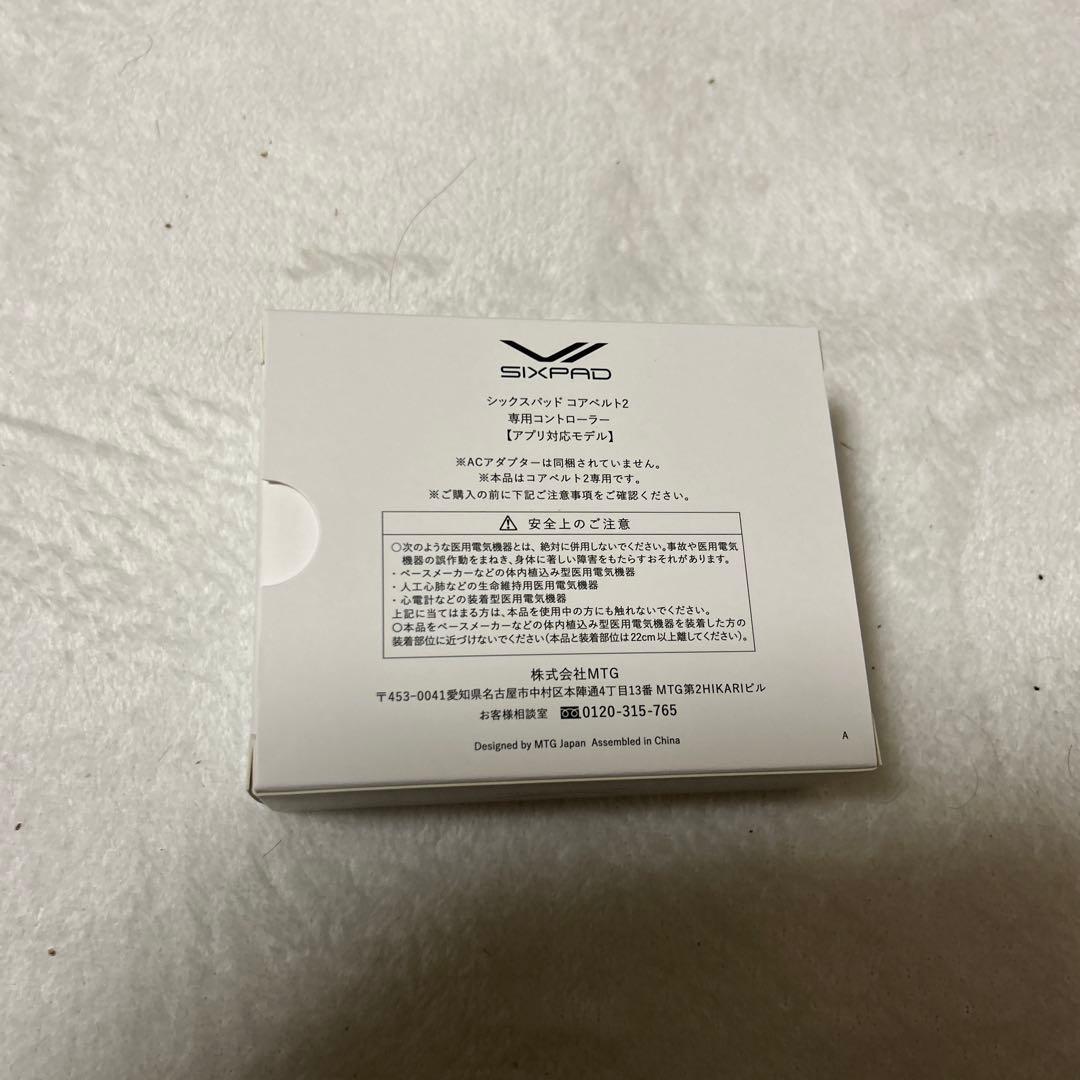 SIXPAD
シックスパッド コアベルト2
専用コントローラー
【アプリ対応モデル】
※ACアダプターは同梱されていません。
※本品はコアベルト2専用です。
※ご購入の前に下記ご注意事項をご確認ください。
⚠ 安全上のご注意
○次のような医用電気機器とは、絶対に併用しないでください。事故や医用電気
機器の誤作動をまねき、身体に著しい障害をもたらすおそれがあります。
・ペースメーカーなどの体内植込み型医用電気機器
・人工心肺などの生命維持用医用電気機器
・心電計などの装着型医用電気機器
上記に当てはまる方は、本品を使用中の方にも触れないでください。
○本品をペースメーカーなどの体内植込み型医用電気機器を装着した方の
装着部位に近づけないでください(本品と装着部位は22cm以上離してください)。
株式会社MTG
〒453-0041愛知県名古屋市中村区本陣通4丁目13番 MTG第2HIKARIビル
お客様相談室 0120-315-765
Designed by MTG Japan Assembled in China
A